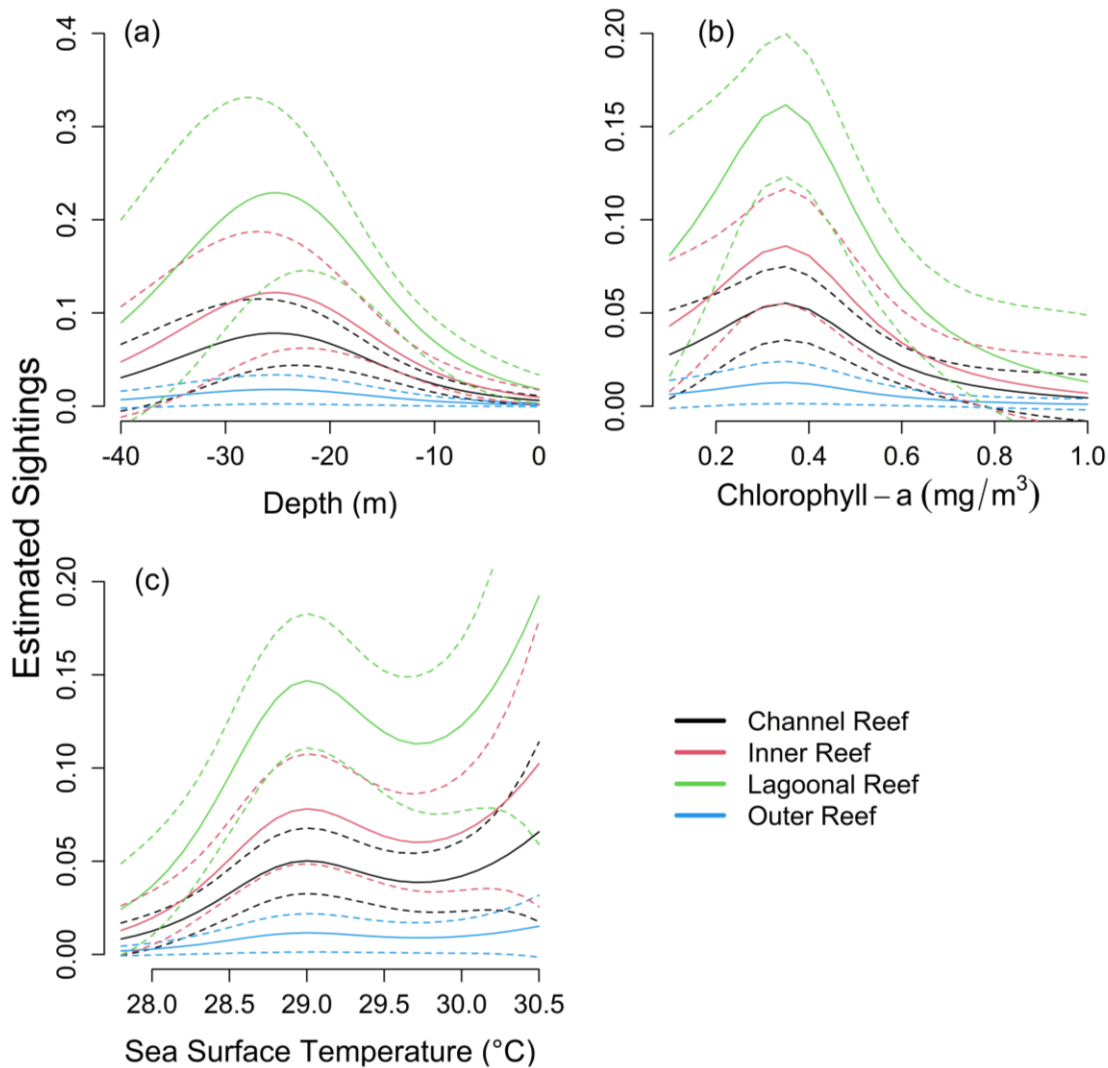 (a)
0.4
0.3
0.2
0.1
0.0
-40 -30 -20 -10 0
Depth (m)
(b)
0.20
0.15
0.10
0.05
0.00
0.2 0.4 0.6 0.8 1.0
Chlorophyll – a (mg/m³)
Estimated Sightings
(c)
0.20
0.15
0.10
0.05
0.00
28.0 28.5 29.0 29.5 30.0 30.5
Sea Surface Temperature (°C)
Channel Reef
Inner Reef
Lagoonal Reef
Outer Reef